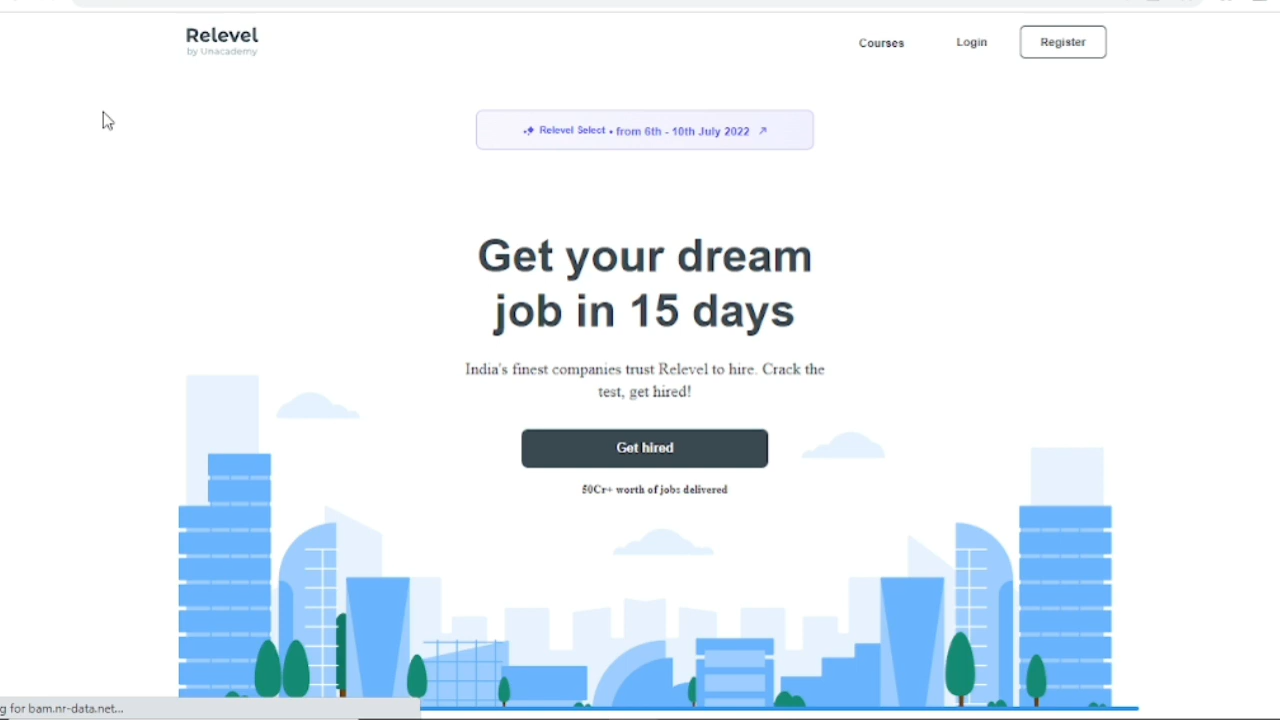 Relevel
by Unacademy
Courses
Login
Register
Relevel Select • from 6th - 10th July 2022
Get your dream
job in 15 days
India's finest companies trust Relevel to hire. Crack the
test, get hired!
Get hired
50Cr+ worth of jobs delivered
g for bam.nr-data.net...